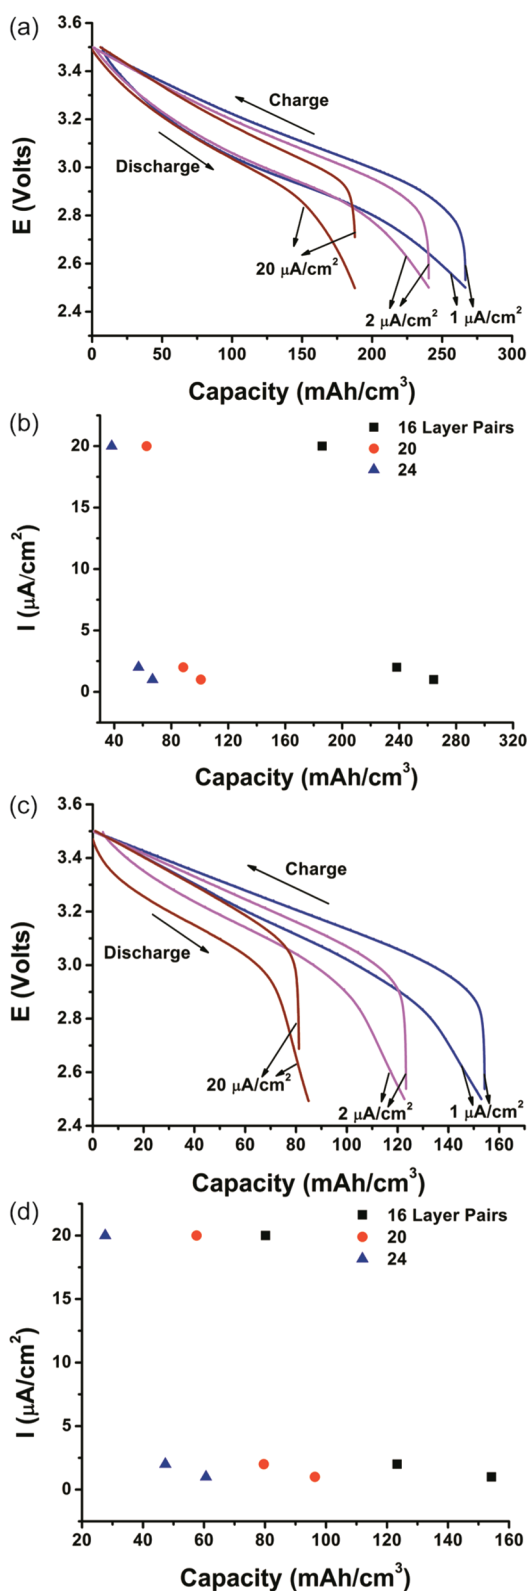 (a)
3.6
3.4
3.2
3.0
2.8
2.6
2.4
E (Volts)
Charge
Discharge
20 µA/cm²
2 µA/cm²
1 µA/cm²
0 50 100 150 200 250 300
Capacity (mAh/cm³)
(b)
16 Layer Pairs
20
24
20
15
10
5
0
I (µA/cm²)
40 80 120 160 200 240 280 320
Capacity (mAh/cm³)
(c)
3.6
3.4
3.2
3.0
2.8
2.6
2.4
E (Volts)
Charge
Discharge
20 µA/cm²
2 µA/cm²
1 µA/cm²
0 20 40 60 80 100 120 140 160
Capacity (mAh/cm³)
(d)
16 Layer Pairs
20
24
20
15
10
5
0
I (µA/cm²)
20 40 60 80 100 120 140 160
Capacity (mAh/cm³)